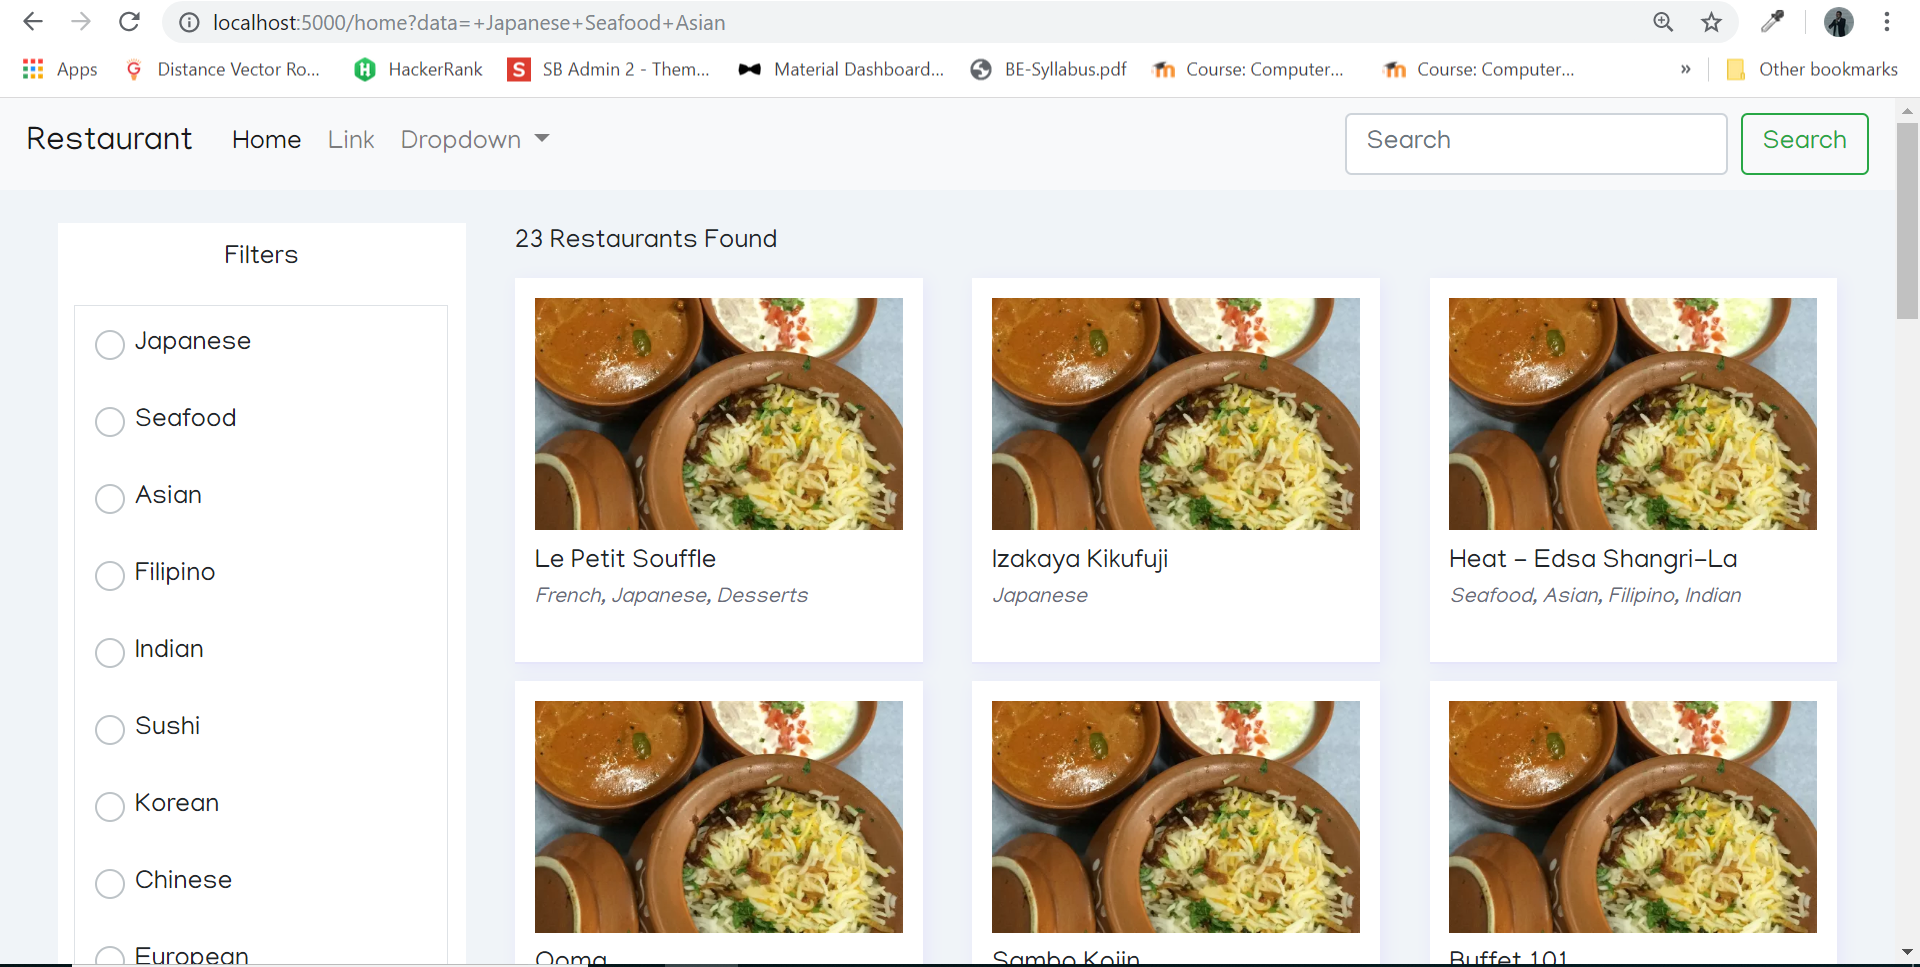 localhost:5000/home?data=+Japanese+Seafood+Asian
Apps
Distance Vector Ro...
HackerRank
S
SB Admin 2 - Them...
Material Dashboard...
BE-Syllabus.pdf
Course: Computer...
Course: Computer...
»
Other bookmarks
Restaurant
Home
Link
Dropdown
Search
Search
Filters
Japanese
Seafood
Asian
Filipino
Indian
Sushi
Korean
Chinese
European
23 Restaurants Found
Le Petit Souffle
French, Japanese, Desserts
Izakaya Kikufuji
Japanese
Heat - Edsa Shangri-La
Seafood, Asian, Filipino, Indian
Ooma
Sambo Kojin
Buffet 101